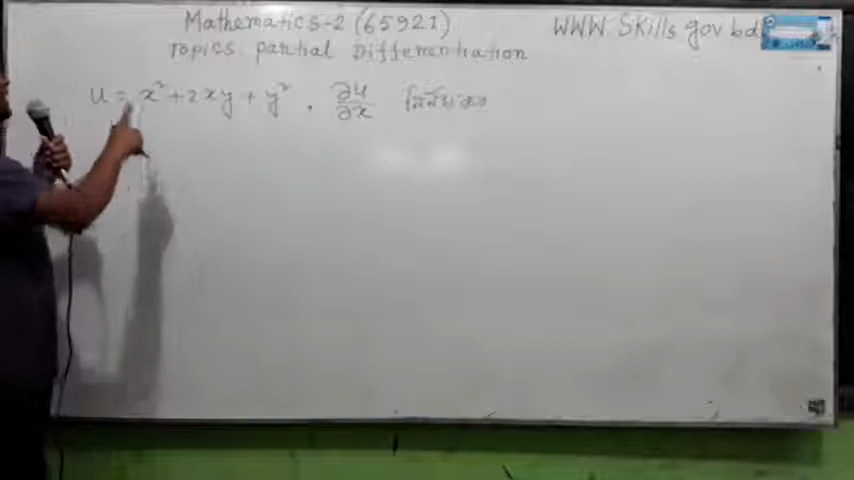 Mathematics-2 (65921)
WWW.Skills.gov.bd
Topics. partial Differentiation
u = x² + 2xy + y² , ∂u/∂x নির্ণয় কর